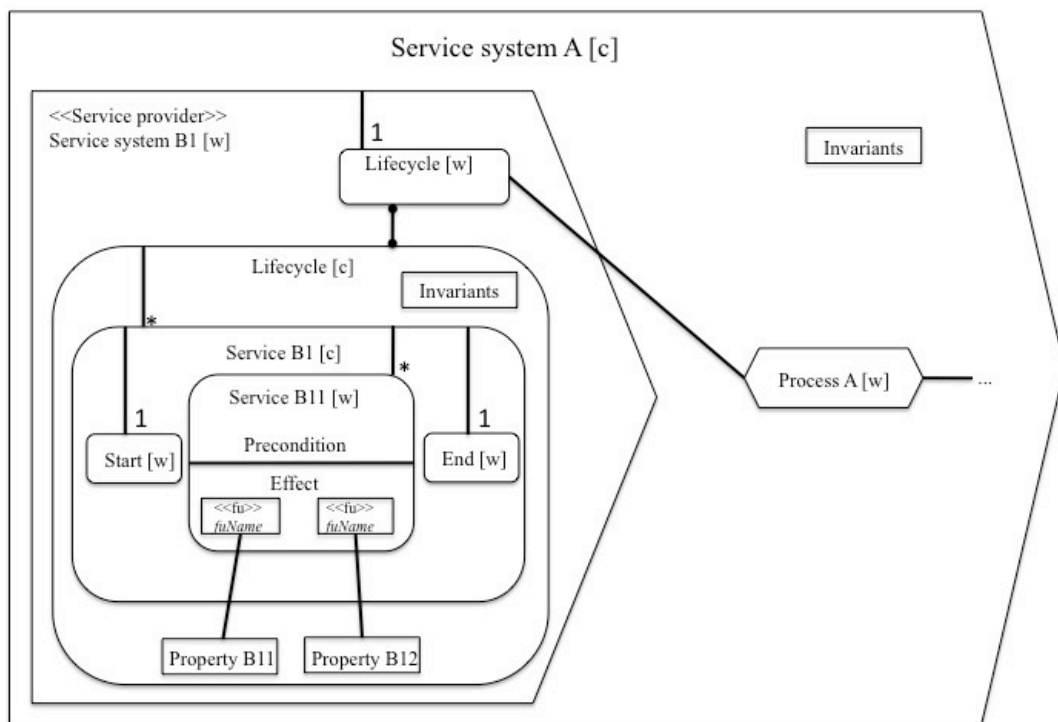 Service system A [c]
<<Service provider>>
Service system B1 [w]
1
Lifecycle [w]
Invariants
Lifecycle [c]
Invariants
*
Service B1 [c]
*
Service B11 [w]
Process A [w]
...
1
1
Start [w]
Precondition
End [w]
Effect
<<fu>>
fuName
<<fu>>
fuName
Property B11
Property B12